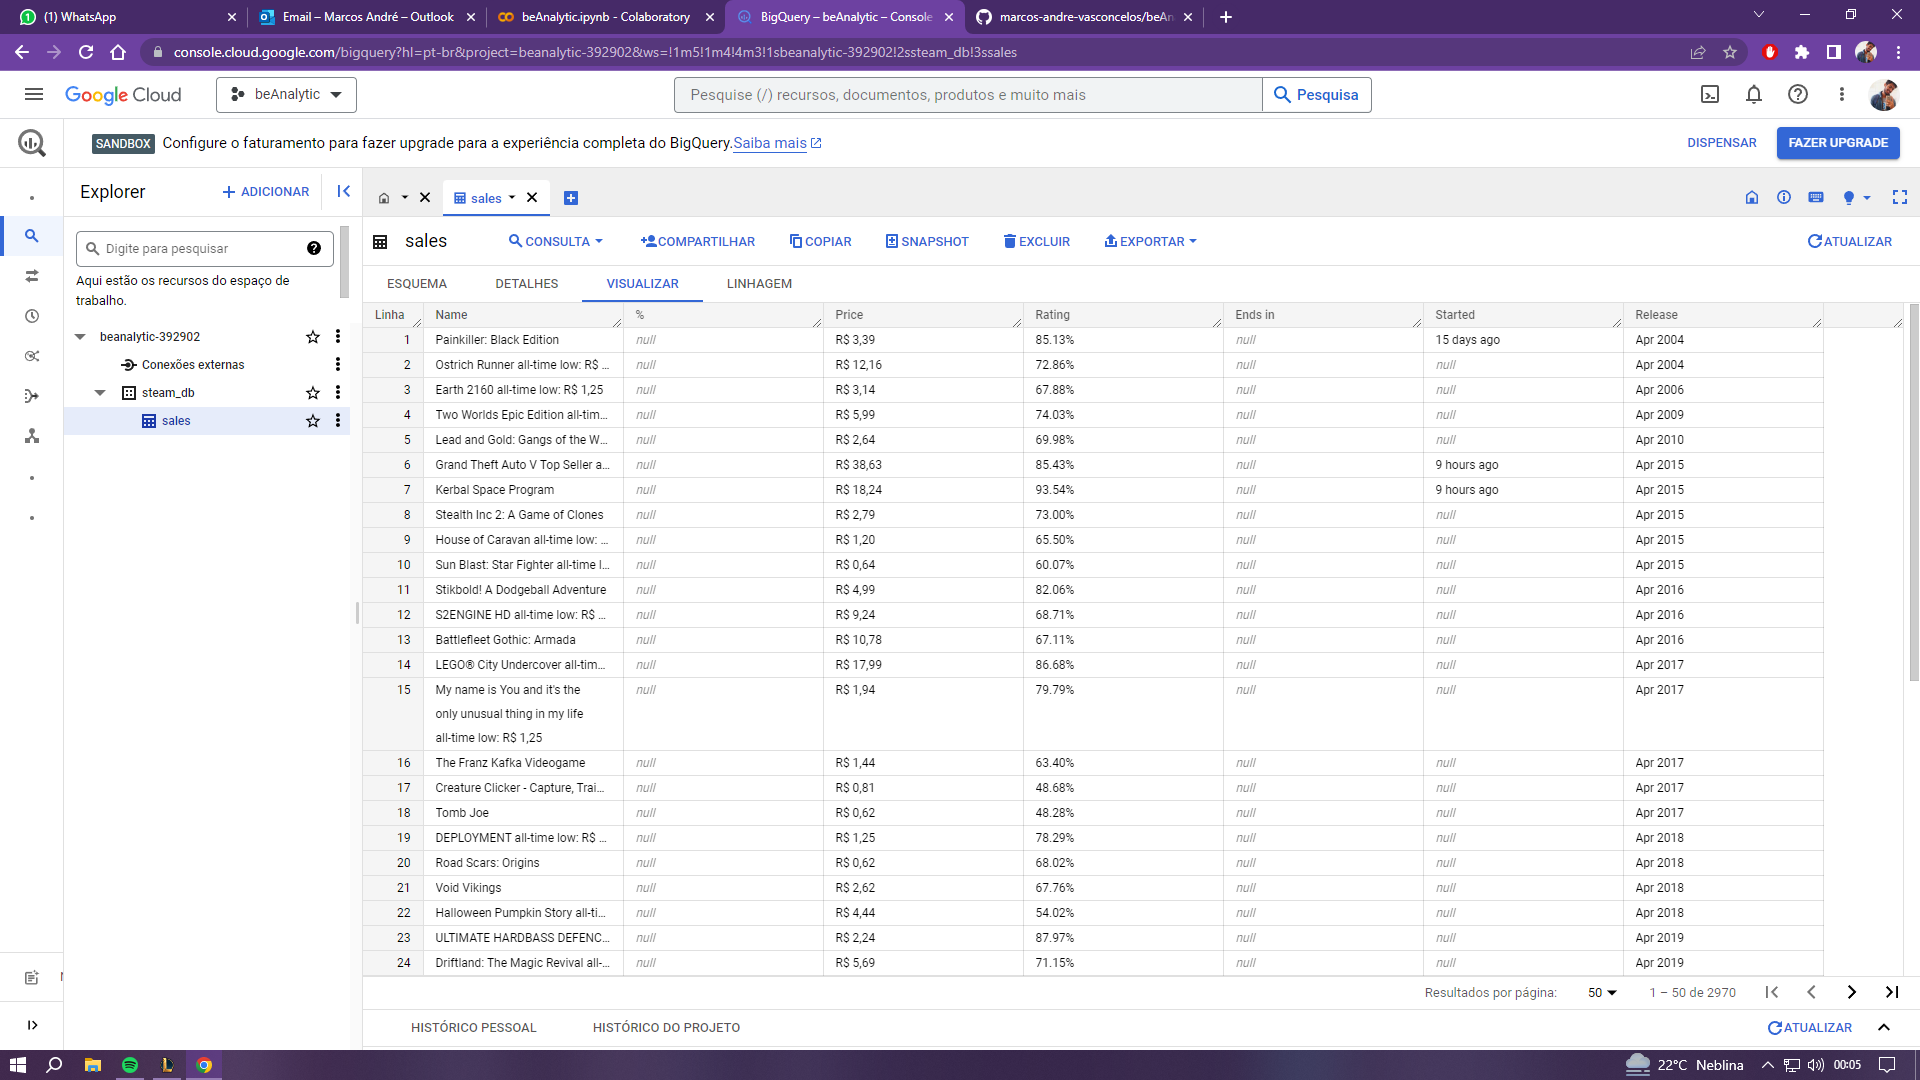 (1) WhatsApp
Email – Marcos André – Outlook
beAnalytic.ipynb - Colaboratory
BigQuery – beAnalytic – Console
marcos-andre-vasconcelos/beAn
console.cloud.google.com/bigquery?hl=pt-br&project=beanalytic-392902&ws=!1m5!1m4!4m3!1sbeanalytic-392902!2ssteam_db!3ssales
Google Cloud
beAnalytic
Pesquise (/) recursos, documentos, produtos e muito mais
Pesquisa
SANDBOX Configure o faturamento para fazer upgrade para a experiência completa do BigQuery. Saiba mais
DISPENSAR
FAZER UPGRADE
Explorer
ADICIONAR
sales
Digite para pesquisar
Aqui estão os recursos do espaço de
trabalho.
beanalytic-392902
Conexões externas
steam_db
sales
sales
CONSULTA
COMPARTILHAR
COPIAR
SNAPSHOT
EXCLUIR
EXPORTAR
ATUALIZAR
ESQUEMA
DETALHES
VISUALIZAR
LINHAGEM
Linha Name % Price Rating Ends in Started Release
1 Painkiller: Black Edition null R$ 3,39 85.13% null 15 days ago Apr 2004
2 Ostrich Runner all-time low: R$ ... null R$ 12,16 72.86% null null Apr 2004
3 Earth 2160 all-time low: R$ 1,25 null R$ 3,14 67.88% null null Apr 2006
4 Two Worlds Epic Edition all-tim... null R$ 5,99 74.03% null null Apr 2009
5 Lead and Gold: Gangs of the W... null R$ 2,64 69.98% null null Apr 2010
6 Grand Theft Auto V Top Seller a... null R$ 38,63 85.43% null 9 hours ago Apr 2015
7 Kerbal Space Program null R$ 18,24 93.54% null 9 hours ago Apr 2015
8 Stealth Inc 2: A Game of Clones null R$ 2,79 73.00% null null Apr 2015
9 House of Caravan all-time low: ... null R$ 1,20 65.50% null null Apr 2015
10 Sun Blast: Star Fighter all-time l... null R$ 0,64 60.07% null null Apr 2015
11 Stikbold! A Dodgeball Adventure null R$ 4,99 82.06% null null Apr 2016
12 S2ENGINE HD all-time low: R$ ... null R$ 9,24 68.71% null null Apr 2016
13 Battlefleet Gothic: Armada null R$ 10,78 67.11% null null Apr 2016
14 LEGO® City Undercover all-tim... null R$ 17,99 86.68% null null Apr 2017
15 My name is You and it's the null R$ 1,94 79.79% null null Apr 2017
only unusual thing in my life
all-time low: R$ 1,25
16 The Franz Kafka Videogame null R$ 1,44 63.40% null null Apr 2017
17 Creature Clicker - Capture, Trai... null R$ 0,81 48.68% null null Apr 2017
18 Tomb Joe null R$ 0,62 48.28% null null Apr 2017
19 DEPLOYMENT all-time low: R$ ... null R$ 1,25 78.29% null null Apr 2018
20 Road Scars: Origins null R$ 0,62 68.02% null null Apr 2018
21 Void Vikings null R$ 2,62 67.76% null null Apr 2018
22 Halloween Pumpkin Story all-ti... null R$ 4,44 54.02% null null Apr 2018
23 ULTIMATE HARDBASS DEFENC... null R$ 2,24 87.97% null null Apr 2019
24 Driftland: The Magic Revival all-... null R$ 5,69 71.15% null null Apr 2019
Resultados por página: 50 1 – 50 de 2970
HISTÓRICO PESSOAL
HISTÓRICO DO PROJETO
ATUALIZAR
22°C Neblina
00:05